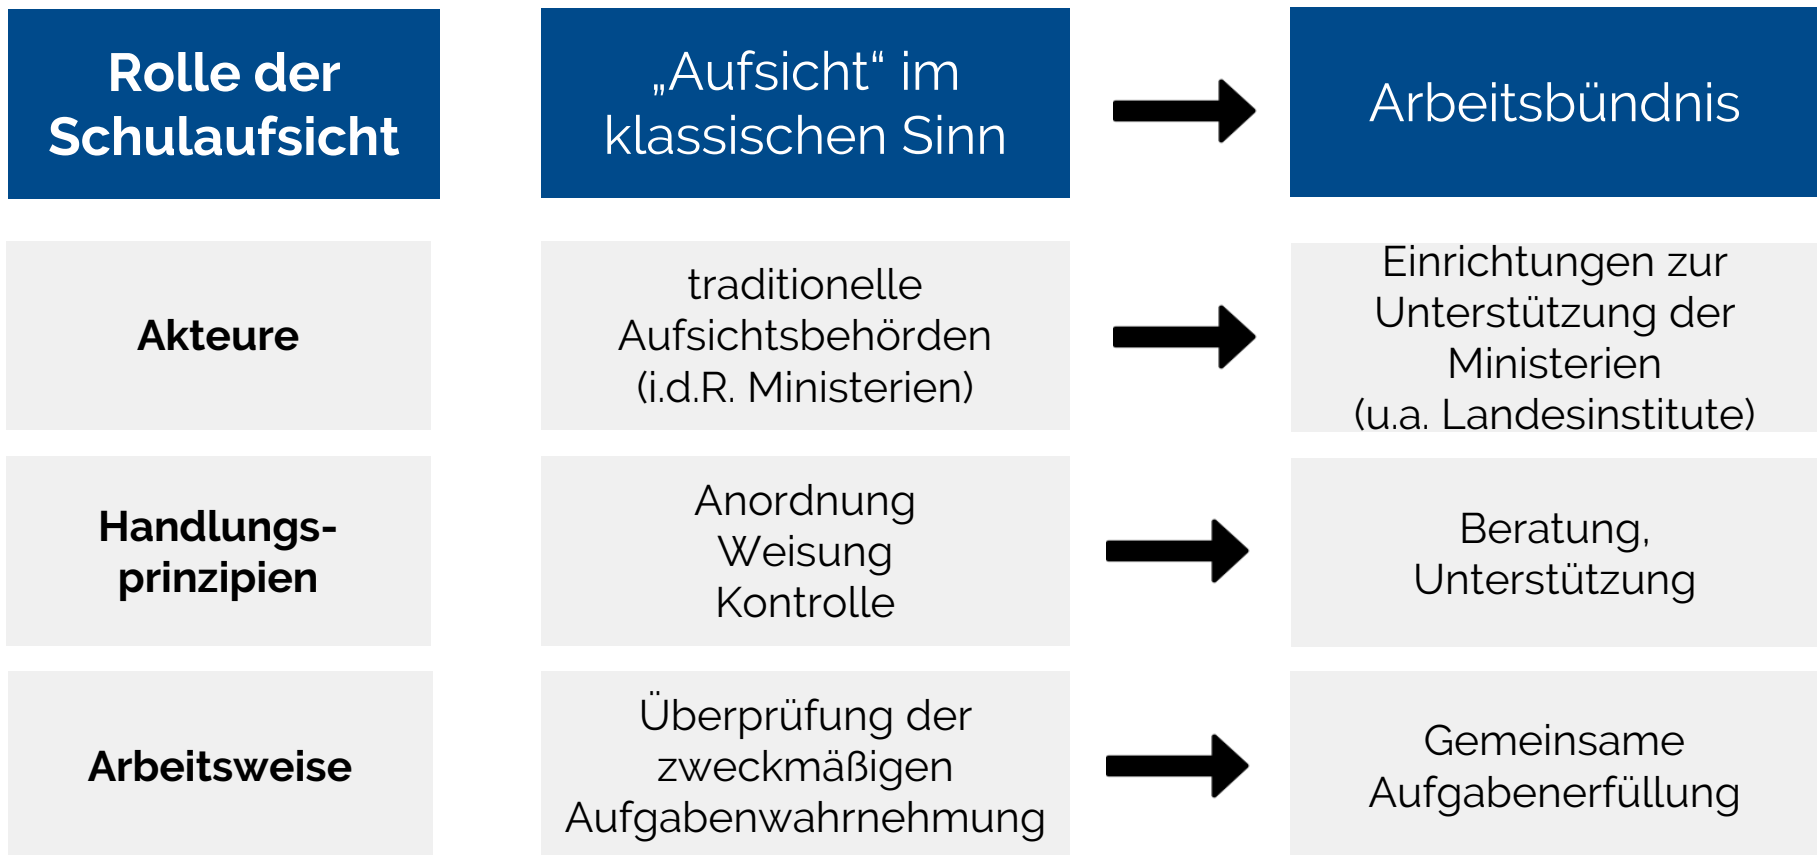 Rolle der
Schulaufsicht
„Aufsicht“ im
klassischen Sinn
Arbeitsbündnis
Akteure
traditionelle
Aufsichtsbehörden
(i.d.R. Ministerien)
Einrichtungen zur
Unterstützung der
Ministerien
(u.a. Landesinstitute)
Handlungs-
prinzipien
Anordnung
Weisung
Kontrolle
Beratung,
Unterstützung
Arbeitsweise
Überprüfung der
zweckmäßigen
Aufgabenwahrnehmung
Gemeinsame
Aufgabenerfüllung